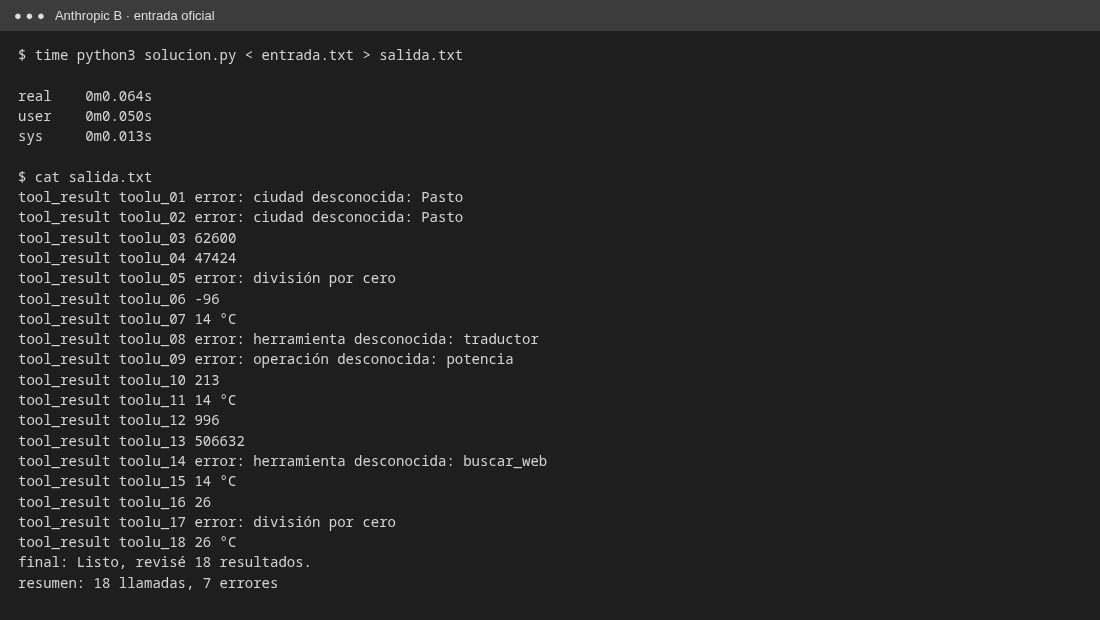 ●●● Anthropic B · entrada oficial
$ time python3 solucion.py < entrada.txt > salida.txt
real    0m0.064s
user    0m0.050s
sys     0m0.013s
$ cat salida.txt
tool_result toolu_01 error: ciudad desconocida: Pasto
tool_result toolu_02 error: ciudad desconocida: Pasto
tool_result toolu_03 62600
tool_result toolu_04 47424
tool_result toolu_05 error: división por cero
tool_result toolu_06 -96
tool_result toolu_07 14 °C
tool_result toolu_08 error: herramienta desconocida: traductor
tool_result toolu_09 error: operación desconocida: potencia
tool_result toolu_10 213
tool_result toolu_11 14 °C
tool_result toolu_12 996
tool_result toolu_13 506632
tool_result toolu_14 error: herramienta desconocida: buscar_web
tool_result toolu_15 14 °C
tool_result toolu_16 26
tool_result toolu_17 error: división por cero
tool_result toolu_18 26 °C
final: Listo, revisé 18 resultados.
resumen: 18 llamadas, 7 errores